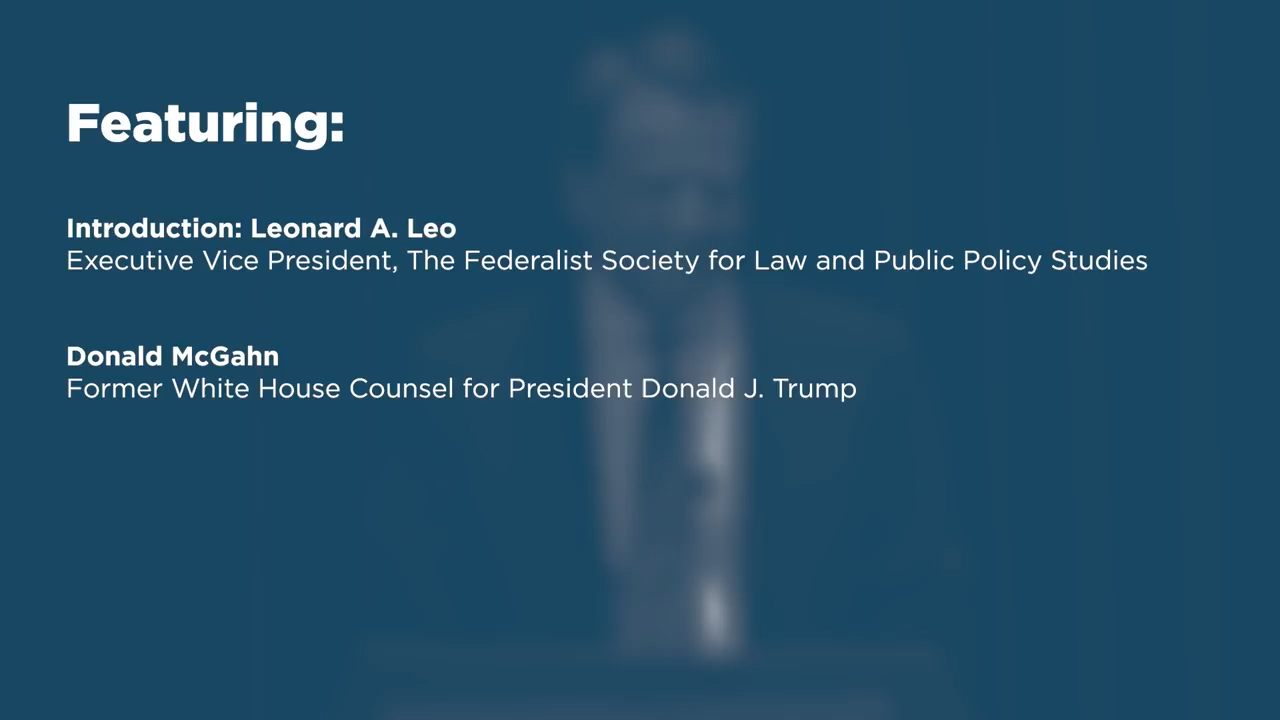 Featuring:
Introduction: Leonard A. Leo
Executive Vice President, The Federalist Society for Law and Public Policy Studies
Donald McGahn
Former White House Counsel for President Donald J. Trump